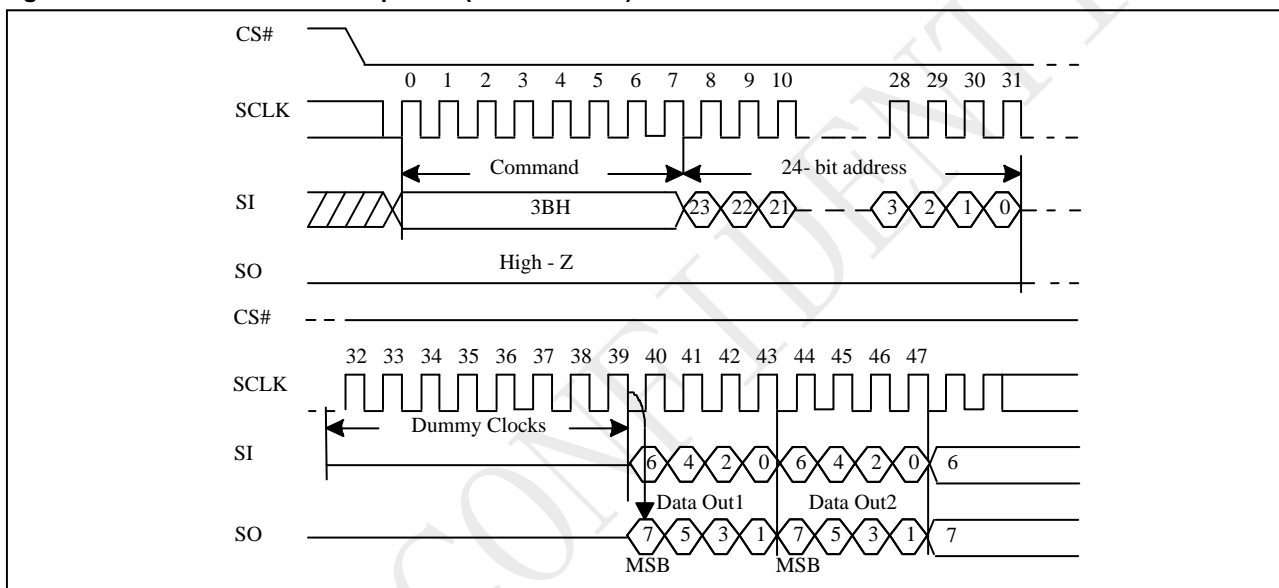 CS#
0 1 2 3 4 5 6 7 8 9 10 28 29 30 31
SCLK
Command 24- bit address
SI 3BH 23 22 21 3 2 1 0
High - Z
SO
CS#
32 33 34 35 36 37 38 39 40 41 42 43 44 45 46 47
SCLK
Dummy Clocks
SI 6 4 2 0 6 4 2 0 6
Data Out1 Data Out2
SO 7 5 3 1 7 5 3 1 7
MSB MSB